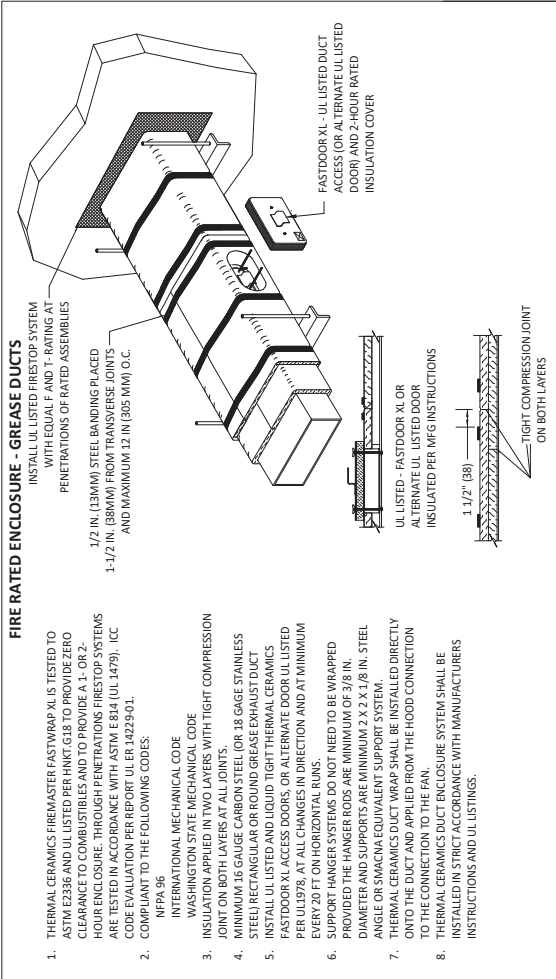 FIRE RATED ENCLOSURE - GREASE DUCTS
1. THERMAL CERAMICS FIREMASTER FASTWRAP XL IS TESTED TO
ASTM E2336 AND UL LISTED PER HNKT.G18 TO PROVIDE ZERO
CLEARANCE TO COMBUSTIBLES AND TO PROVIDE A 1- OR 2-
HOUR ENCLOSURE. THROUGH PENETRATIONS FIRESTOP SYSTEMS
ARE TESTED IN ACCORDANCE WITH ASTM E 814 (UL 1479). ICC
CODE EVALUATION PER REPORT UL ER 14229-01.
2. COMPLIANT TO THE FOLLOWING CODES:
NFPA 96
INTERNATIONAL MECHANICAL CODE
WASHINGTON STATE MECHANICAL CODE
3. INSULATION APPLIED IN TWO LAYERS WITH TIGHT COMPRESSION
JOINT ON BOTH LAYERS AT ALL JOINTS.
4. MINIMUM 16 GAUGE CARBON STEEL (OR 18 GAGE STAINLESS
STEEL) RECTANGULAR OR ROUND GREASE EXHAUST DUCT
5. INSTALL UL LISTED AND LIQUID TIGHT THERMAL CERAMICS
FASTDOOR XL ACCESS DOORS, OR ALTERNATE DOOR UL LISTED
PER UL1978, AT ALL CHANGES IN DIRECTION AND AT MINIMUM
EVERY 20 FT ON HORIZONTAL RUNS.
6. SUPPORT HANGER SYSTEMS DO NOT NEED TO BE WRAPPED
PROVIDED THE HANGER RODS ARE MINIMUM OF 3/8 IN.
DIAMETER AND SUPPORTS ARE MINIMUM 2 X 2 X 1/8 IN. STEEL
ANGLE OR SMACNA EQUIVALENT SUPPORT SYSTEM.
7. THERMAL CERAMICS DUCT WRAP SHALL BE INSTALLED DIRECTLY
ONTO THE DUCT AND APPLIED FROM THE HOOD CONNECTION
TO THE CONNECTION TO THE FAN.
8. THERMAL CERAMICS DUCT ENCLOSURE SYSTEM SHALL BE
INSTALLED IN STRICT ACCORDANCE WITH MANUFACTURERS
INSTRUCTIONS AND UL LISTINGS.
INSTALL UL LISTED FIRESTOP SYSTEM
WITH EQUAL F AND T- RATING AT
PENETRATIONS OF RATED ASSEMBLIES
1/2 IN. (13MM) STEEL BANDING PLACED
1-1/2 IN. (38MM) FROM TRANSVERSE JOINTS
AND MAXIMUM 12 IN (305 MM) O.C.
FASTDOOR XL - UL LISTED DUCT
ACCESS (OR ALTERNATE UL LISTED
DOOR) AND 2-HOUR RATED
INSULATION COVER
UL LISTED - FASTDOOR XL OR
ALTERNATE UL LISTED DOOR
INSULATED PER MFG INSTRUCTIONS
1 1/2" (38)
TIGHT COMPRESSION JOINT
ON BOTH LAYERS